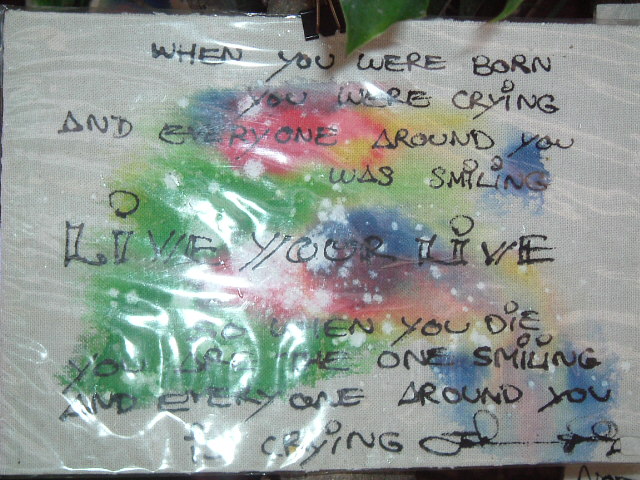 WHEN YOU WERE BORN
YOU WERE CRYING
AND EVERYONE AROUND YOU
WAS SMILING
LIVE YOUR LIVE
SO WHEN YOU DIE
YOU ARE THE ONE SMILING
AND EVERYONE AROUND YOU
IS CRYING